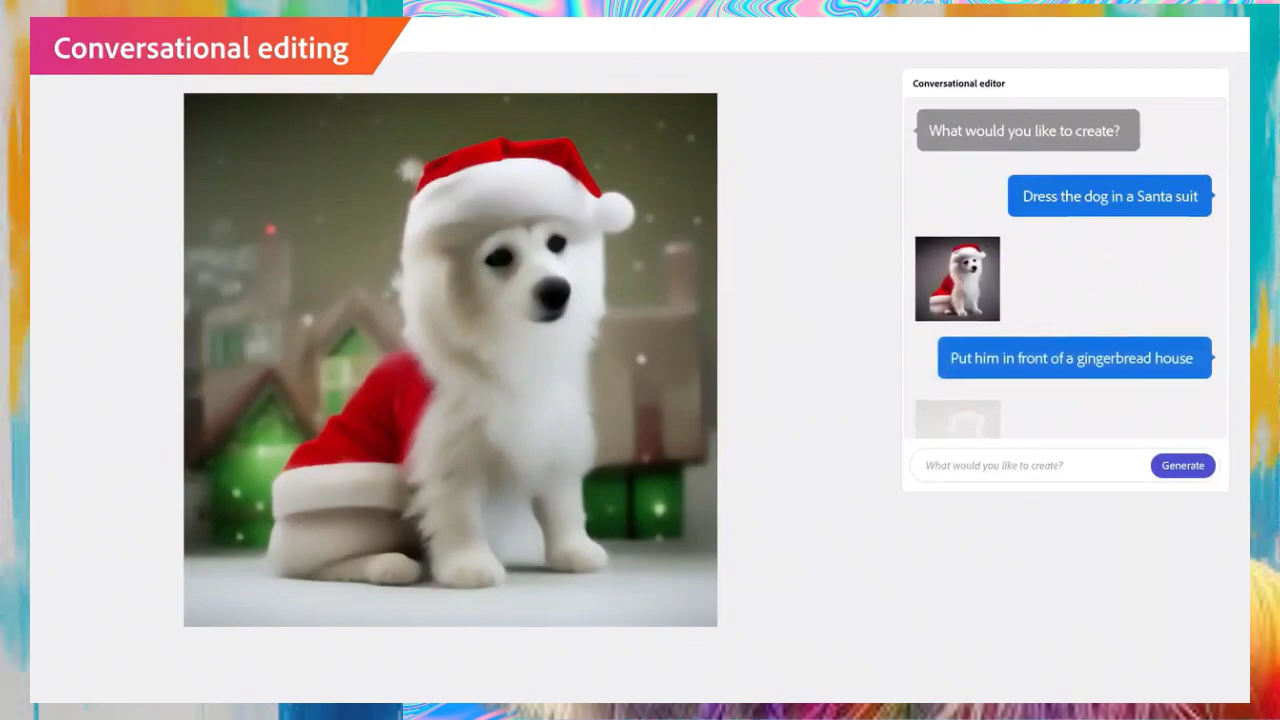 Conversational editing
Conversational editor
What would you like to create?
Dress the dog in a Santa suit
Put him in front of a gingerbread house
What would you like to create?
Generate